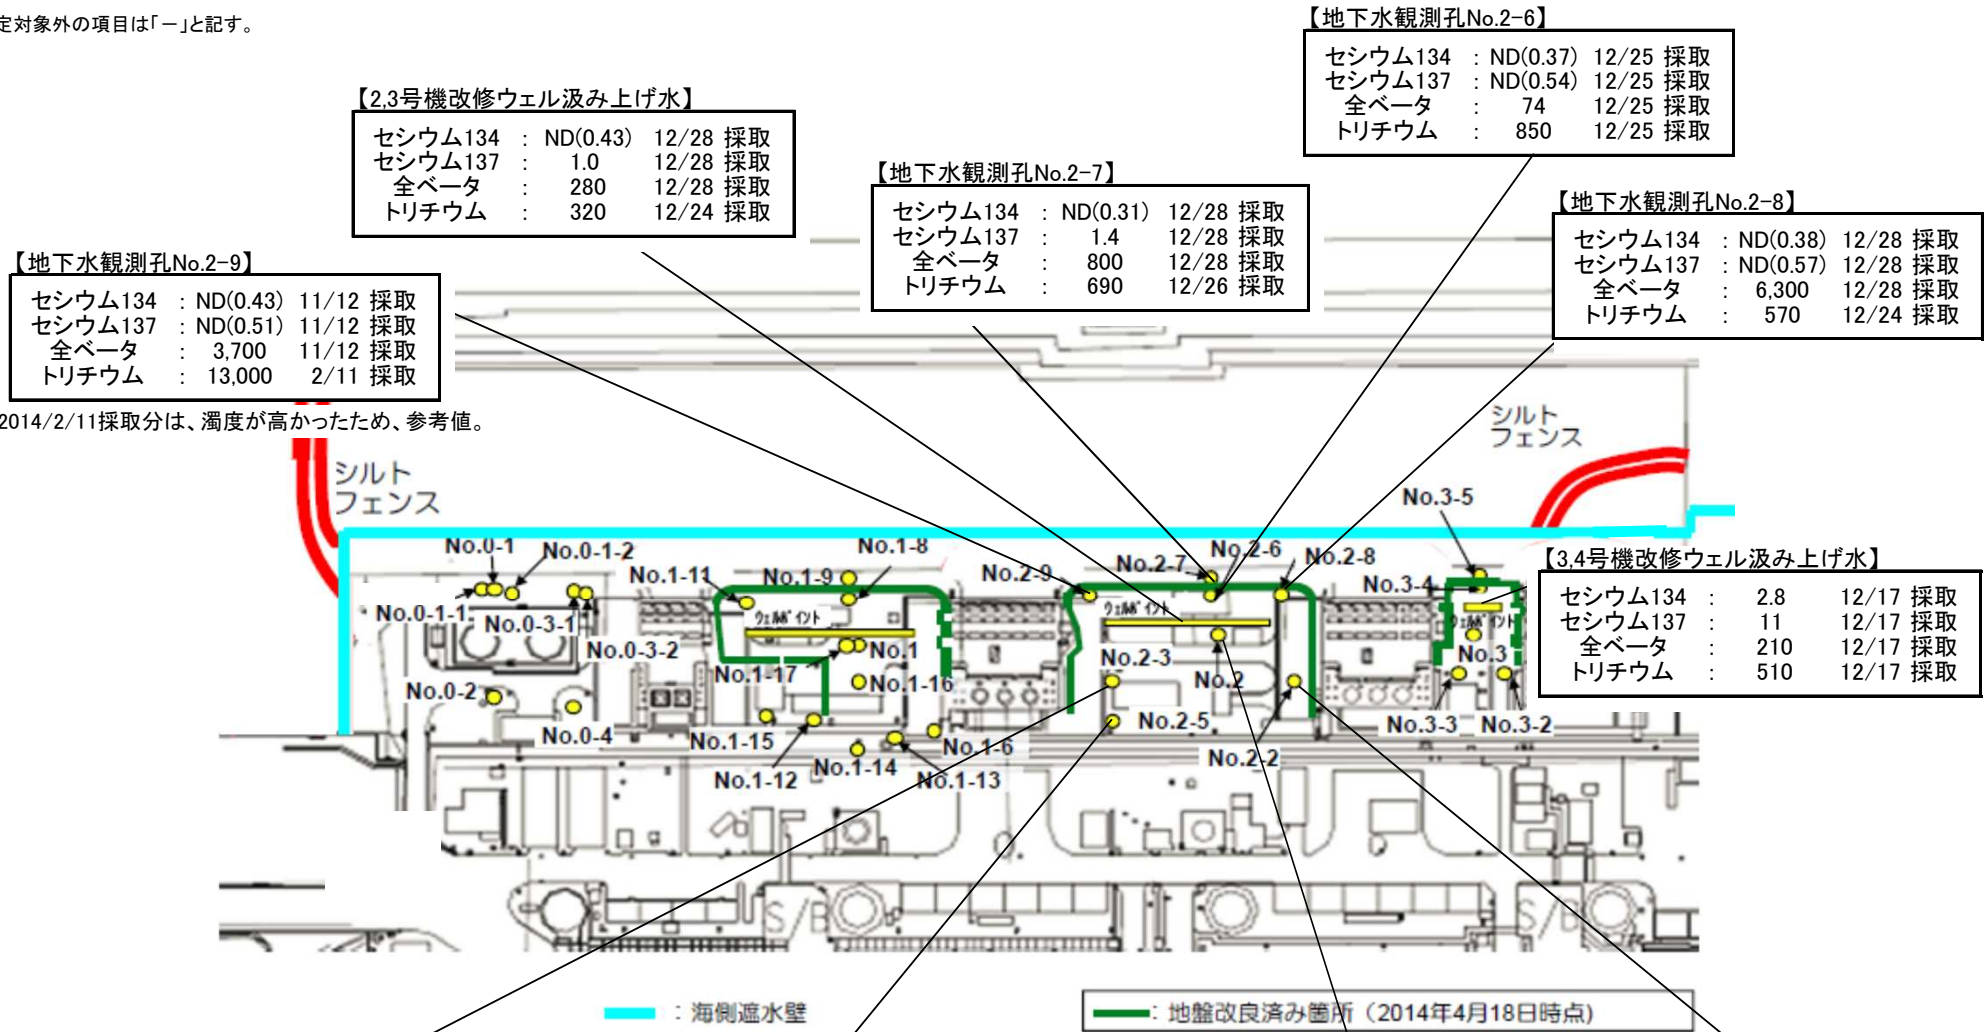 定対象外の項目は「－」と記す。
【地下水観測孔No.2-6】
セシウム134 : ND(0.37) 12/25 採取
セシウム137 : ND(0.54) 12/25 採取
全ベータ : 74 12/25 採取
トリチウム : 850 12/25 採取
【2,3号機改修ウェル汲み上げ水】
セシウム134 : ND(0.43) 12/28 採取
セシウム137 : 1.0 12/28 採取
全ベータ : 280 12/28 採取
トリチウム : 320 12/24 採取
【地下水観測孔No.2-7】
セシウム134 : ND(0.31) 12/28 採取
セシウム137 : 1.4 12/28 採取
全ベータ : 800 12/28 採取
トリチウム : 690 12/26 採取
【地下水観測孔No.2-8】
セシウム134 : ND(0.38) 12/28 採取
セシウム137 : ND(0.57) 12/28 採取
全ベータ : 6,300 12/28 採取
トリチウム : 570 12/24 採取
【地下水観測孔No.2-9】
セシウム134 : ND(0.43) 11/12 採取
セシウム137 : ND(0.51) 11/12 採取
全ベータ : 3,700 11/12 採取
トリチウム : 13,000 2/11 採取
2014/2/11採取分は、濁度が高かったため、参考値。
シルト
フェンス
シルト
フェンス
No.3-5
No.0-1
No.0-1-2
No.1-8
No.2-6
No.2-8
No.1-11
No.1-9
No.2-9
No.2-7
No.3-4
【3,4号機改修ウェル汲み上げ水】
セシウム134 : 2.8 12/17 採取
セシウム137 : 11 12/17 採取
全ベータ : 210 12/17 採取
トリチウム : 510 12/17 採取
No.0-1-1
No.0-3-1
ウェルポイント
ウェルポイント
ウェルポイント
No.0-3-2
No.1
No.2-3
No.3
No.1-17
No.1-16
No.2
No.0-2
No.2-5
No.3-3
No.3-2
No.0-4
No.1-15
No.1-6
No.2-2
No.1-12
No.1-14
No.1-13
S/B
S/B
: 海側遮水壁
: 地盤改良済み箇所（2014年4月18日時点)